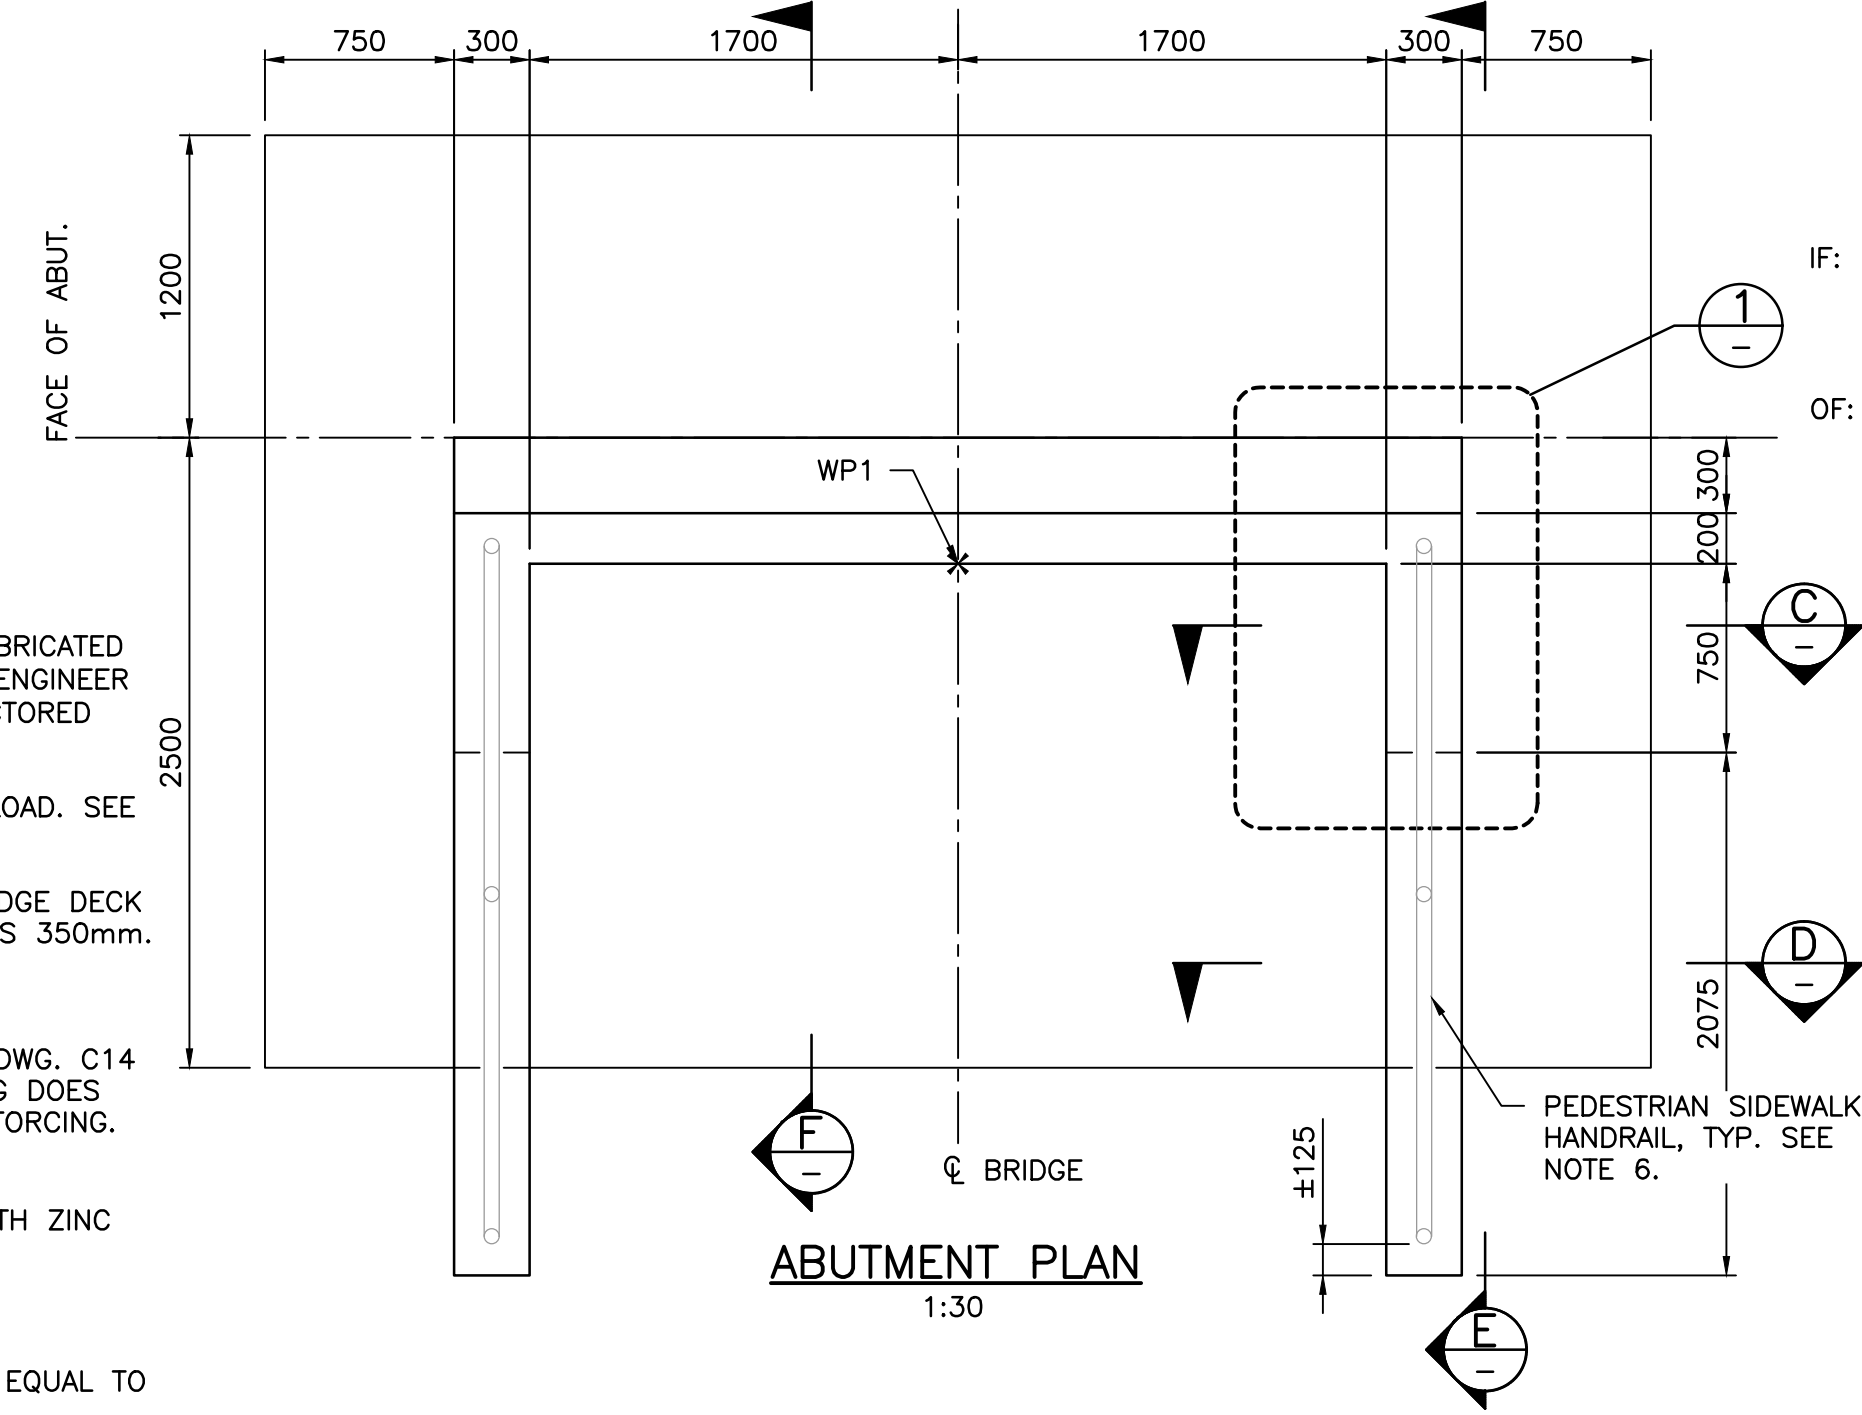 750
300
1700
1700
300
750
FACE OF ABUT.
1200
IF:
1
–
OF:
WP1
300
200
C
–
750
BRICATED
ENGINEER
CTORED
2500
OAD. SEE
DGE DECK
S 350mm.
D
–
2075
DWG. C14
G DOES
TORCING.
PEDESTRIAN SIDEWALK
HANDRAIL, TYP. SEE
NOTE 6.
F
–
±125
℄ BRIDGE
TH ZINC
ABUTMENT PLAN
1:30
E
–
EQUAL TO